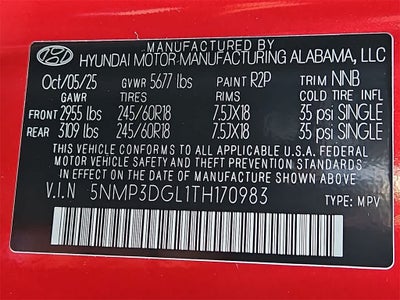 MANUFACTURED BY
HYUNDAI MOTOR MANUFACTURING ALABAMA, LLC
Oct/05/25 GVWR 5677 lbs PAINT R2P TRIM NNB
GAWR TIRES RIMS COLD TIRE INFL
FRONT 2955 lbs 245/60R18 7.5JX18 35 psi SINGLE
REAR 3109 lbs 245/60R18 7.5JX18 35 psi SINGLE
THIS VEHICLE CONFORMS TO ALL APPLICABLE U.S.A. FEDERAL
MOTOR VEHICLE SAFETY AND THEFT PREVENTION STANDARDS
IN EFFECT ON THE DATE OF MANUFACTURE SHOWN ABOVE.
V.I.N 5NMP3DGL1TH170983
TYPE: MPV